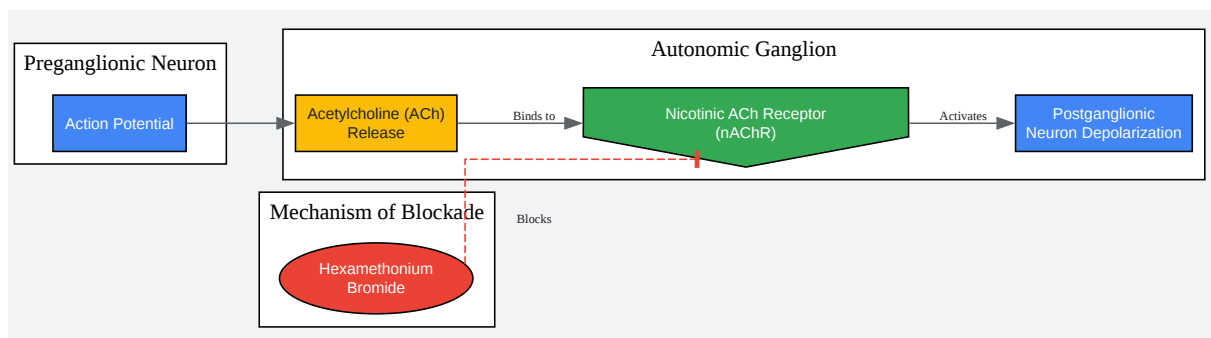 Preganglionic Neuron
Action Potential
Autonomic Ganglion
Acetylcholine (ACh)
Release
Binds to
Nicotinic ACh Receptor
(nAChR)
Activates
Postganglionic
Neuron Depolarization
Mechanism of Blockade
Hexamethonium
Bromide
Blocks